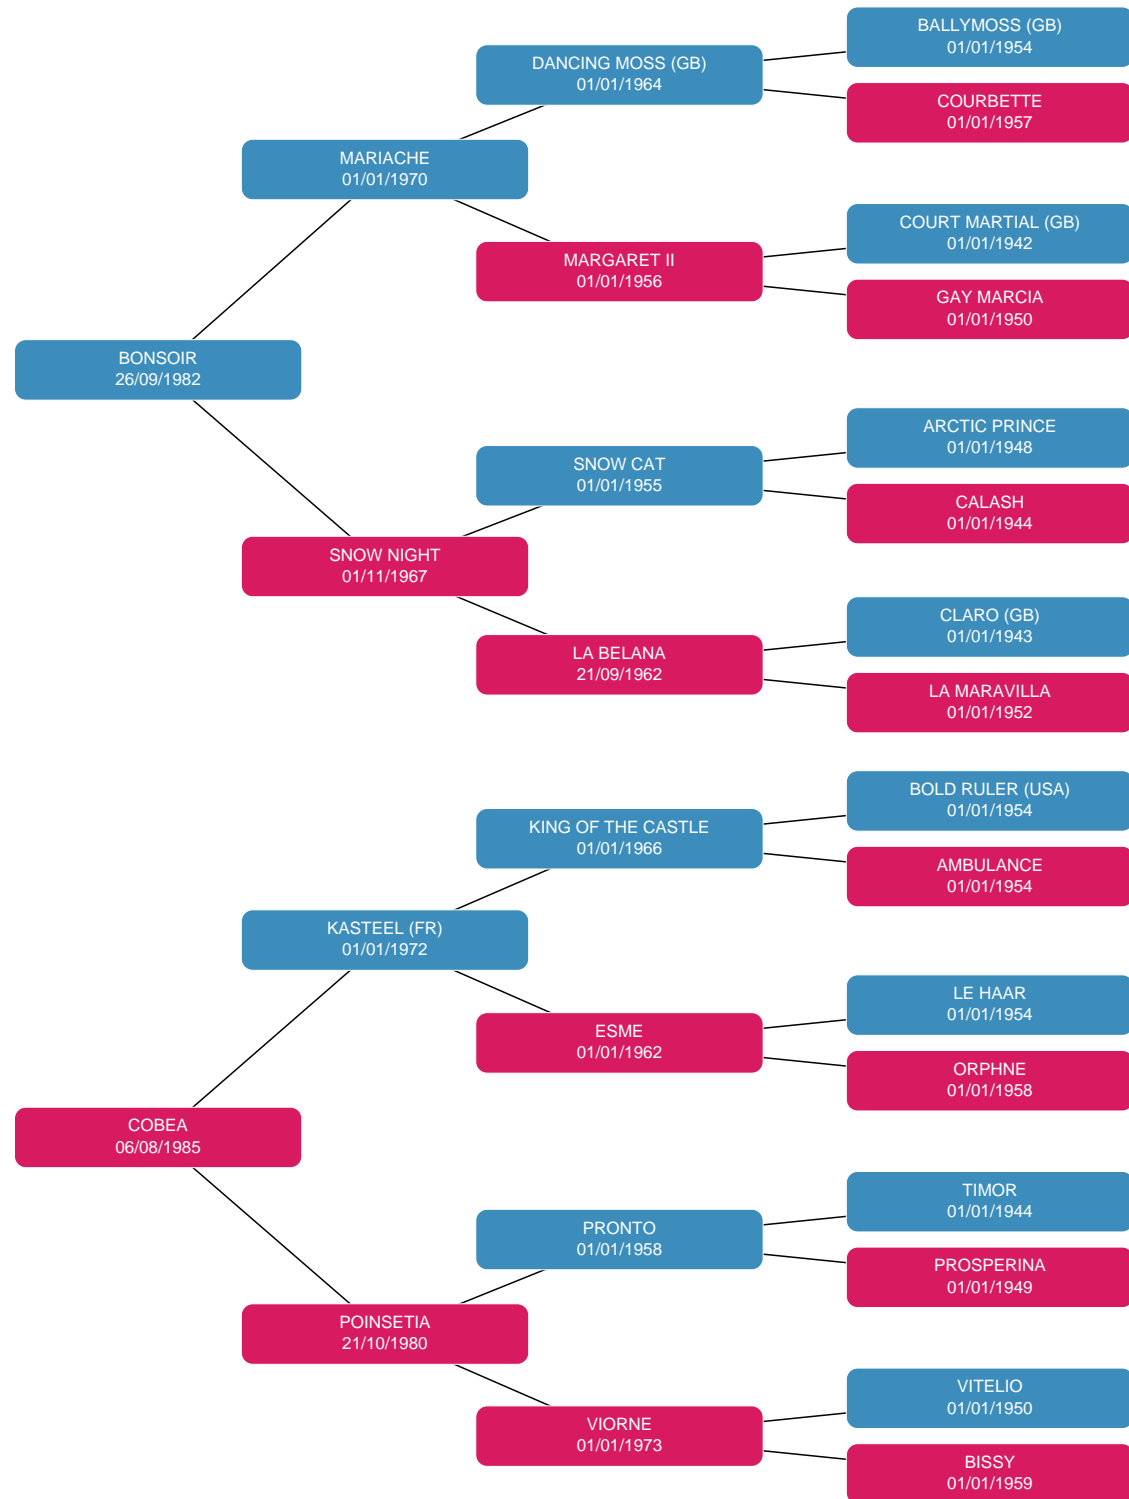 BALLYMOSS (GB)
01/01/1954
DANCING MOSS (GB)
01/01/1964
COURBETTE
01/01/1957
MARIACHE
01/01/1970
COURT MARTIAL (GB)
01/01/1942
MARGARET II
01/01/1956
GAY MARCIA
01/01/1950
BONSOIR
26/09/1982
ARCTIC PRINCE
01/01/1948
SNOW CAT
01/01/1955
CALASH
01/01/1944
SNOW NIGHT
01/11/1967
CLARO (GB)
01/01/1943
LA BELANA
21/09/1962
LA MARAVILLA
01/01/1952
BOLD RULER (USA)
01/01/1954
KING OF THE CASTLE
01/01/1966
AMBULANCE
01/01/1954
KASTEEL (FR)
01/01/1972
LE HAAR
01/01/1954
ESME
01/01/1962
ORPHNE
01/01/1958
COBEA
06/08/1985
TIMOR
01/01/1944
PRONTO
01/01/1958
PROSPERINA
01/01/1949
POINSETIA
21/10/1980
VITELIO
01/01/1950
VIORNE
01/01/1973
BISSY
01/01/1959